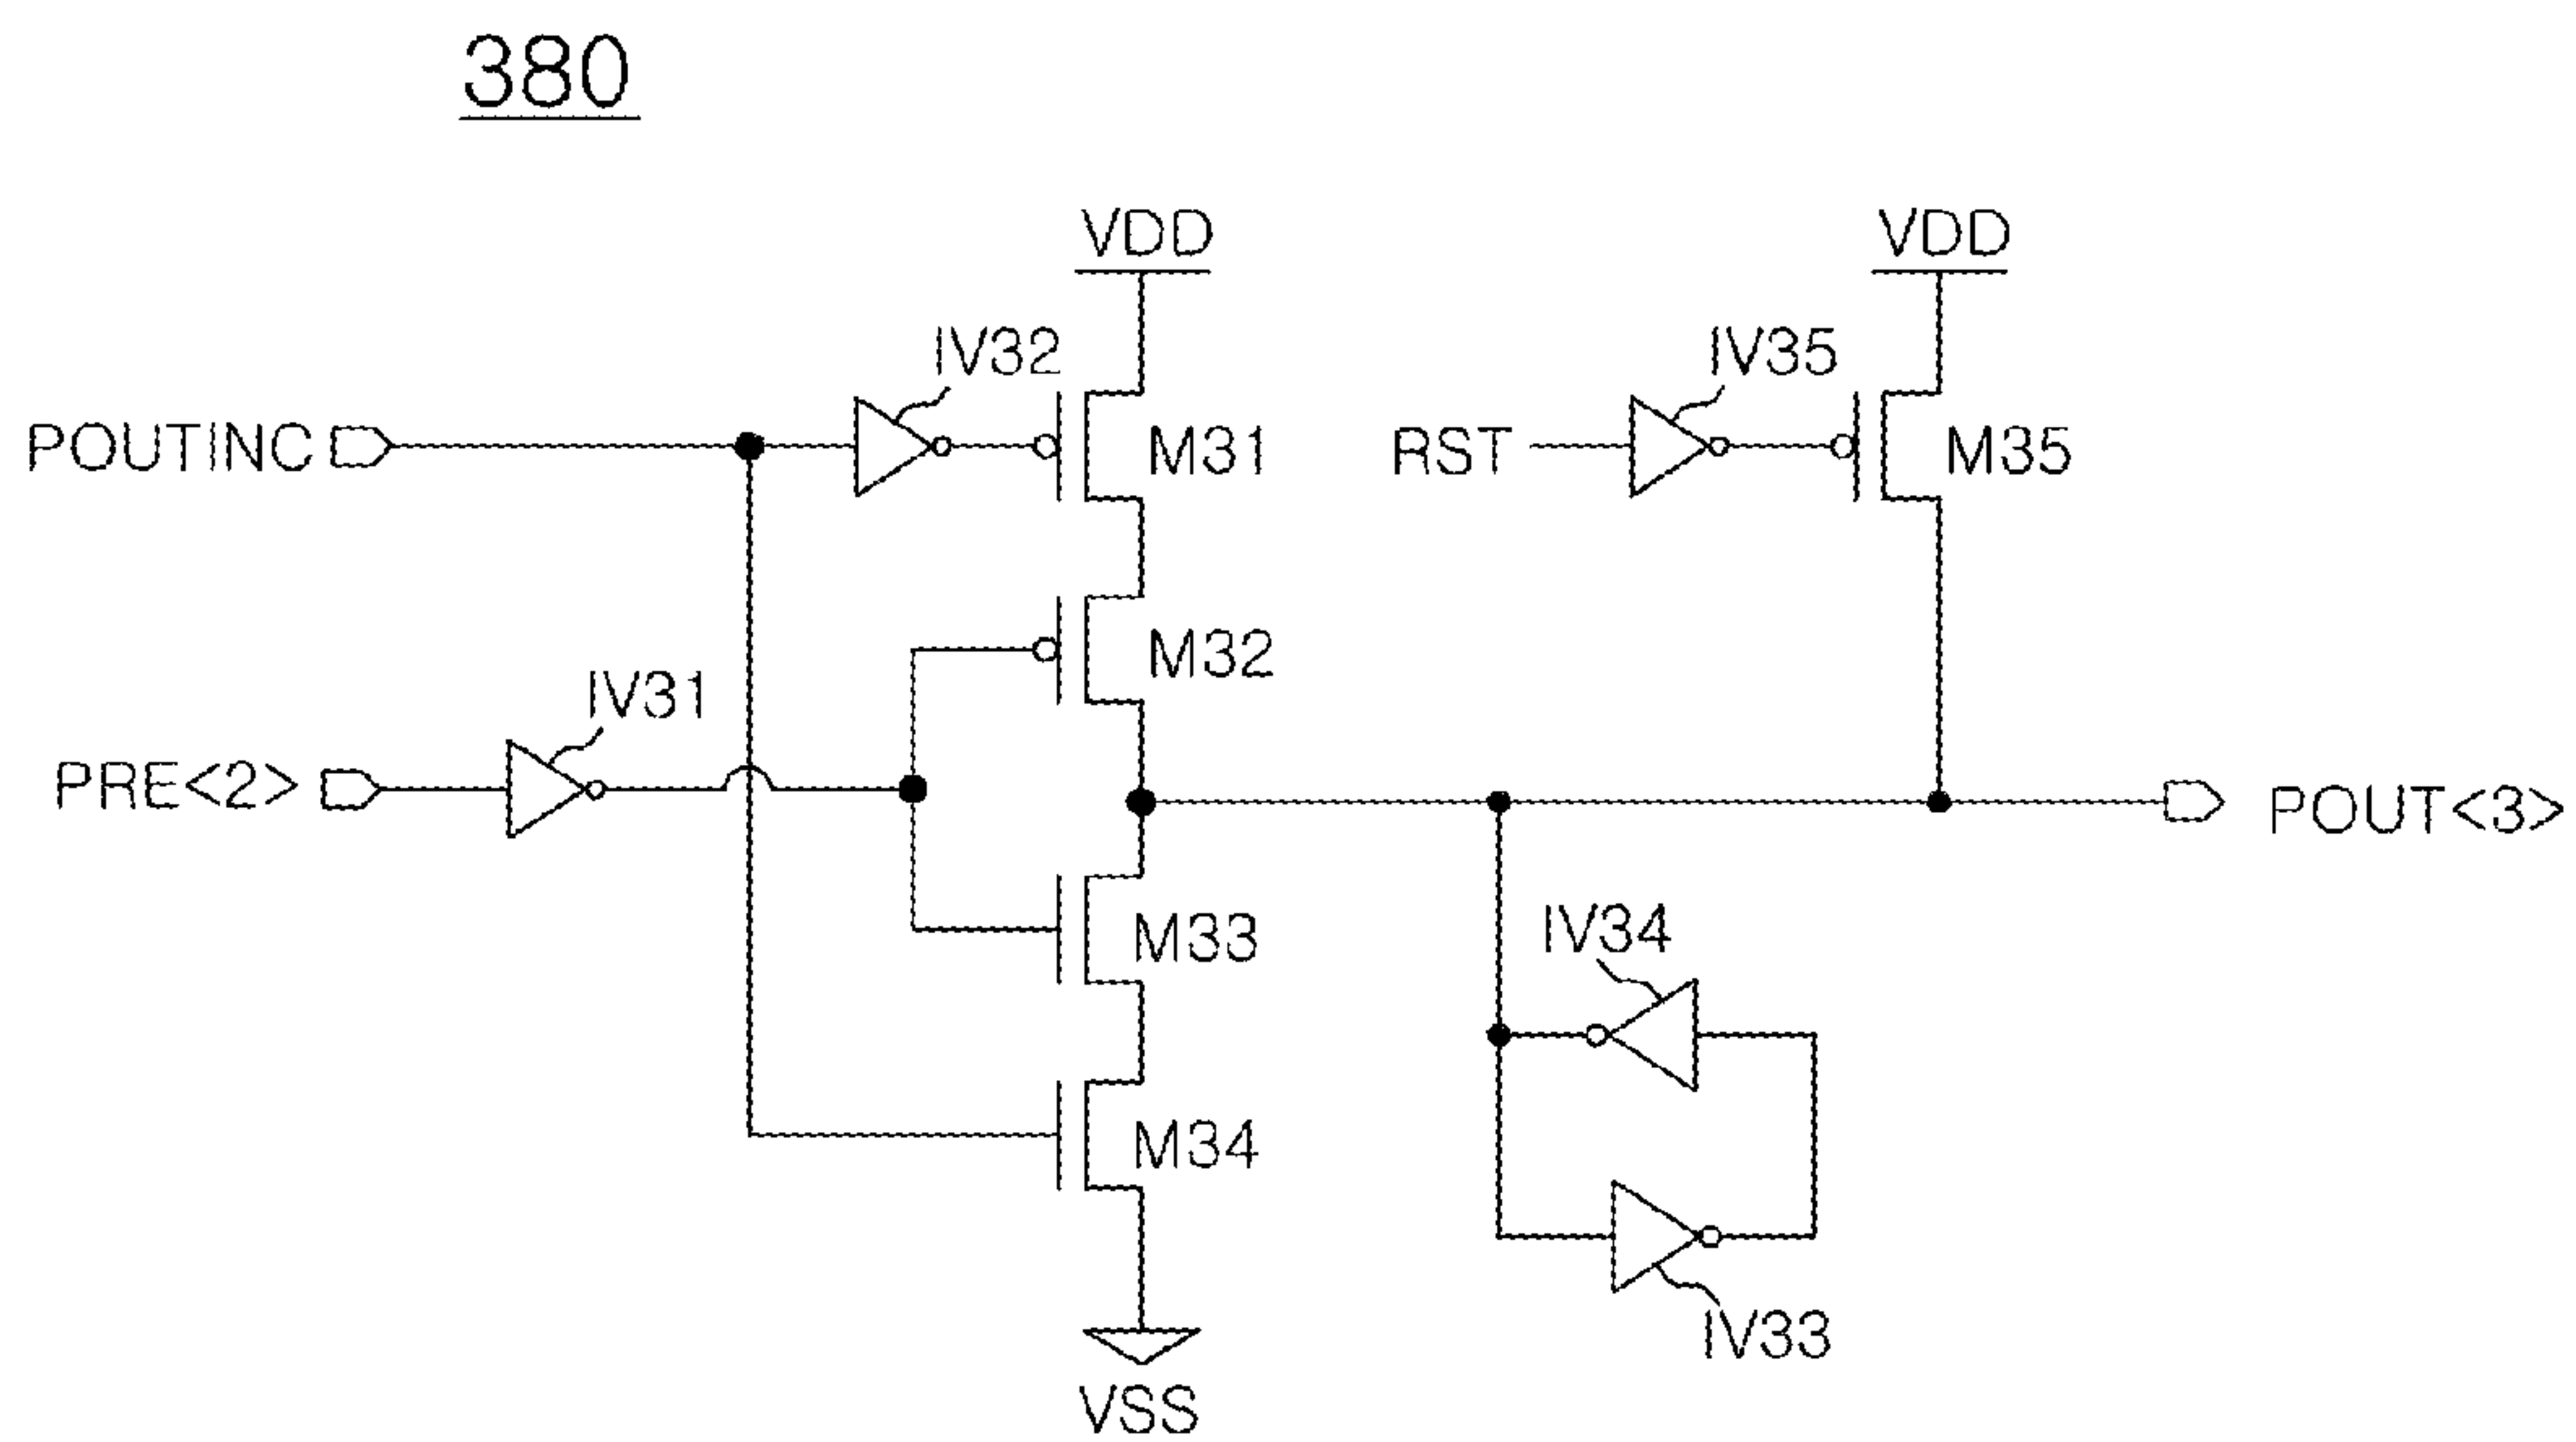 380
VDD
VDD
IV32
IV35
POUTINC
M31
RST
M35
M32
IV31
PRE<2>
POUT<3>
M33
IV34
M34
IV33
VSS